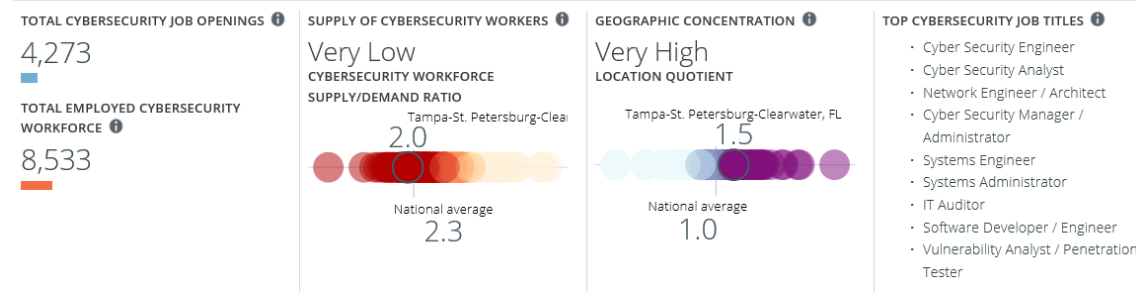 TOTAL CYBERSECURITY JOB OPENINGS
4,273
TOTAL EMPLOYED CYBERSECURITY
WORKFORCE
8,533
SUPPLY OF CYBERSECURITY WORKERS
Very Low
CYBERSECURITY WORKFORCE
SUPPLY/DEMAND RATIO
Tampa-St. Petersburg-Clea
2.0
National average
2.3
GEOGRAPHIC CONCENTRATION
Very High
LOCATION QUOTIENT
Tampa-St. Petersburg-Clearwater, FL
1.5
National average
1.0
TOP CYBERSECURITY JOB TITLES
• Cyber Security Engineer
• Cyber Security Analyst
• Network Engineer / Architect
• Cyber Security Manager /
Administrator
• Systems Engineer
• Systems Administrator
• IT Auditor
• Software Developer / Engineer
• Vulnerability Analyst / Penetration
Tester